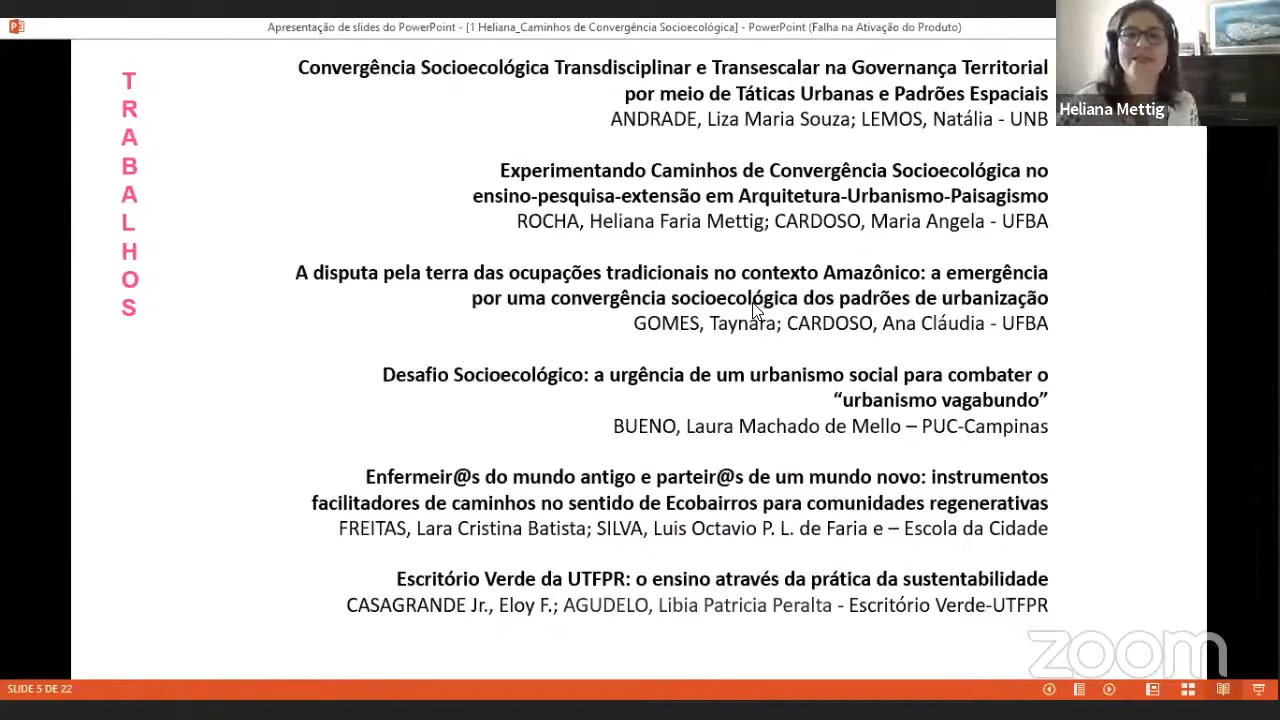 Apresentação de slides do PowerPoint - [1 Heliana_Caminhos de Convergência Socioecológica] - PowerPoint (Falha na Ativação do Produto)
Heliana Mettig
TRABALHOS
Convergência Socioecológica Transdisciplinar e Transescalar na Governança Territorial
por meio de Táticas Urbanas e Padrões Espaciais
ANDRADE, Liza Maria Souza; LEMOS, Natália - UNB
Experimentando Caminhos de Convergência Socioecológica no
ensino-pesquisa-extensão em Arquitetura-Urbanismo-Paisagismo
ROCHA, Heliana Faria Mettig; CARDOSO, Maria Angela - UFBA
A disputa pela terra das ocupações tradicionais no contexto Amazônico: a emergência
por uma convergência socioecológica dos padrões de urbanização
GOMES, Taynara; CARDOSO, Ana Cláudia - UFBA
Desafio Socioecológico: a urgência de um urbanismo social para combater o
“urbanismo vagabundo”
BUENO, Laura Machado de Mello – PUC-Campinas
Enfermeir@s do mundo antigo e parteir@s de um mundo novo: instrumentos
facilitadores de caminhos no sentido de Ecobairros para comunidades regenerativas
FREITAS, Lara Cristina Batista; SILVA, Luis Octavio P. L. de Faria e – Escola da Cidade
Escritório Verde da UTFPR: o ensino através da prática da sustentabilidade
CASAGRANDE Jr., Eloy F.; AGUDELO, Libia Patricia Peralta - Escritório Verde-UTFPR
zoom
SLIDE 5 DE 22